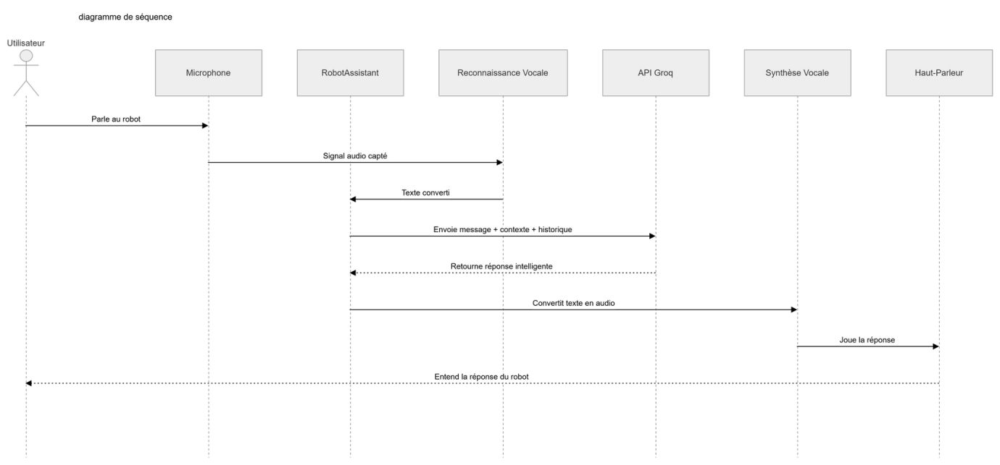 diagramme de séquence
Utilisateur
Microphone
RobotAssistant
Reconnaissance Vocale
API Groq
Synthèse Vocale
Haut-Parleur
Parle au robot
Signal audio capté
Texte converti
Envoie message + contexte + historique
Retourne réponse intelligente
Convertit texte en audio
Joue la réponse
Entend la réponse du robot